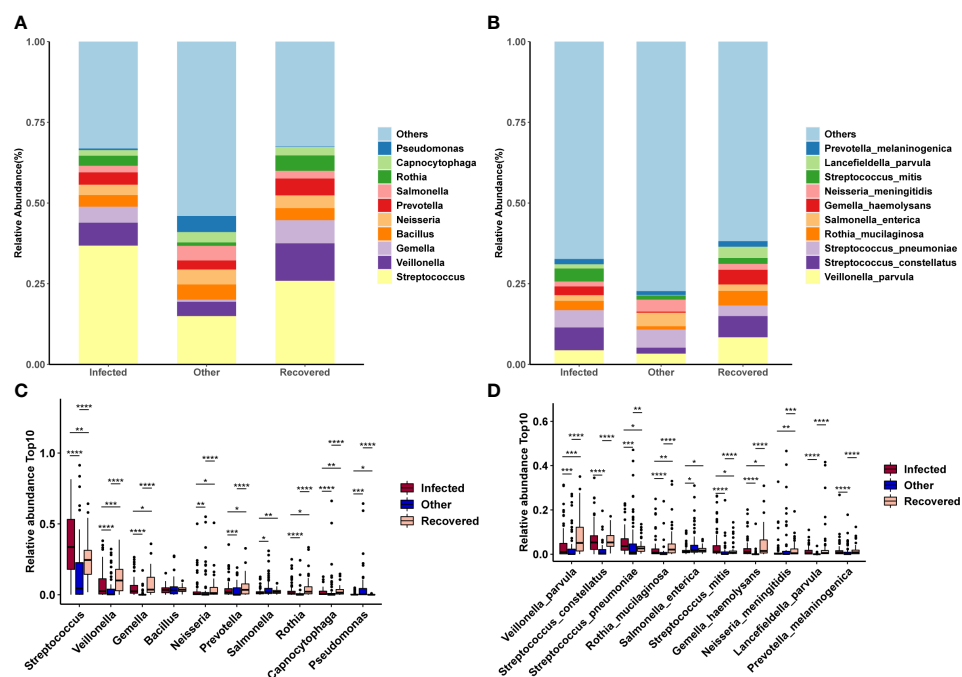 A
Relative Abundance(%)
1.00
0.75
0.50
0.25
0.00
Infected
Other
Recovered
Others
Pseudomonas
Capnocytophaga
Rothia
Salmonella
Prevotella
Neisseria
Bacillus
Gemella
Veillonella
Streptococcus
B
Relative Abundance(%)
1.00
0.75
0.50
0.25
0.00
Infected
Other
Recovered
Others
Prevotella_melaninogenica
Lancefieldella_parvula
Streptococcus_mitis
Neisseria_meningitidis
Gemella_haemolysans
Salmonella_enterica
Rothia_mucilaginosa
Streptococcus_pneumoniae
Streptococcus_constellatus
Veillonella_parvula
C
Relative abundance Top10
1.0
0.5
0.0
**** ** ****
**** *** ****
**** * ****
** * ****
*** * ****
* **
**** * ****
**** ** ****
*** * ****
Streptococcus
Veillonella
Gemella
Bacillus
Neisseria
Prevotella
Salmonella
Rothia
Capnocytophaga
Pseudomonas
Infected
Other
Recovered
D
Relative abundance Top10
0.6
0.4
0.2
0.0
*** *** ****
**** ****
*** * **
**** ** ****
* *
**** * ****
**** * ****
** ***
**** ****
**** ****
Veillonella_parvula
Streptococcus_constellatus
Streptococcus_pneumoniae
Rothia_mucilaginosa
Salmonella_enterica
Streptococcus_mitis
Gemella_haemolysans
Neisseria_meningitidis
Lancefieldella_parvula
Prevotella_melaninogenica
Infected
Other
Recovered